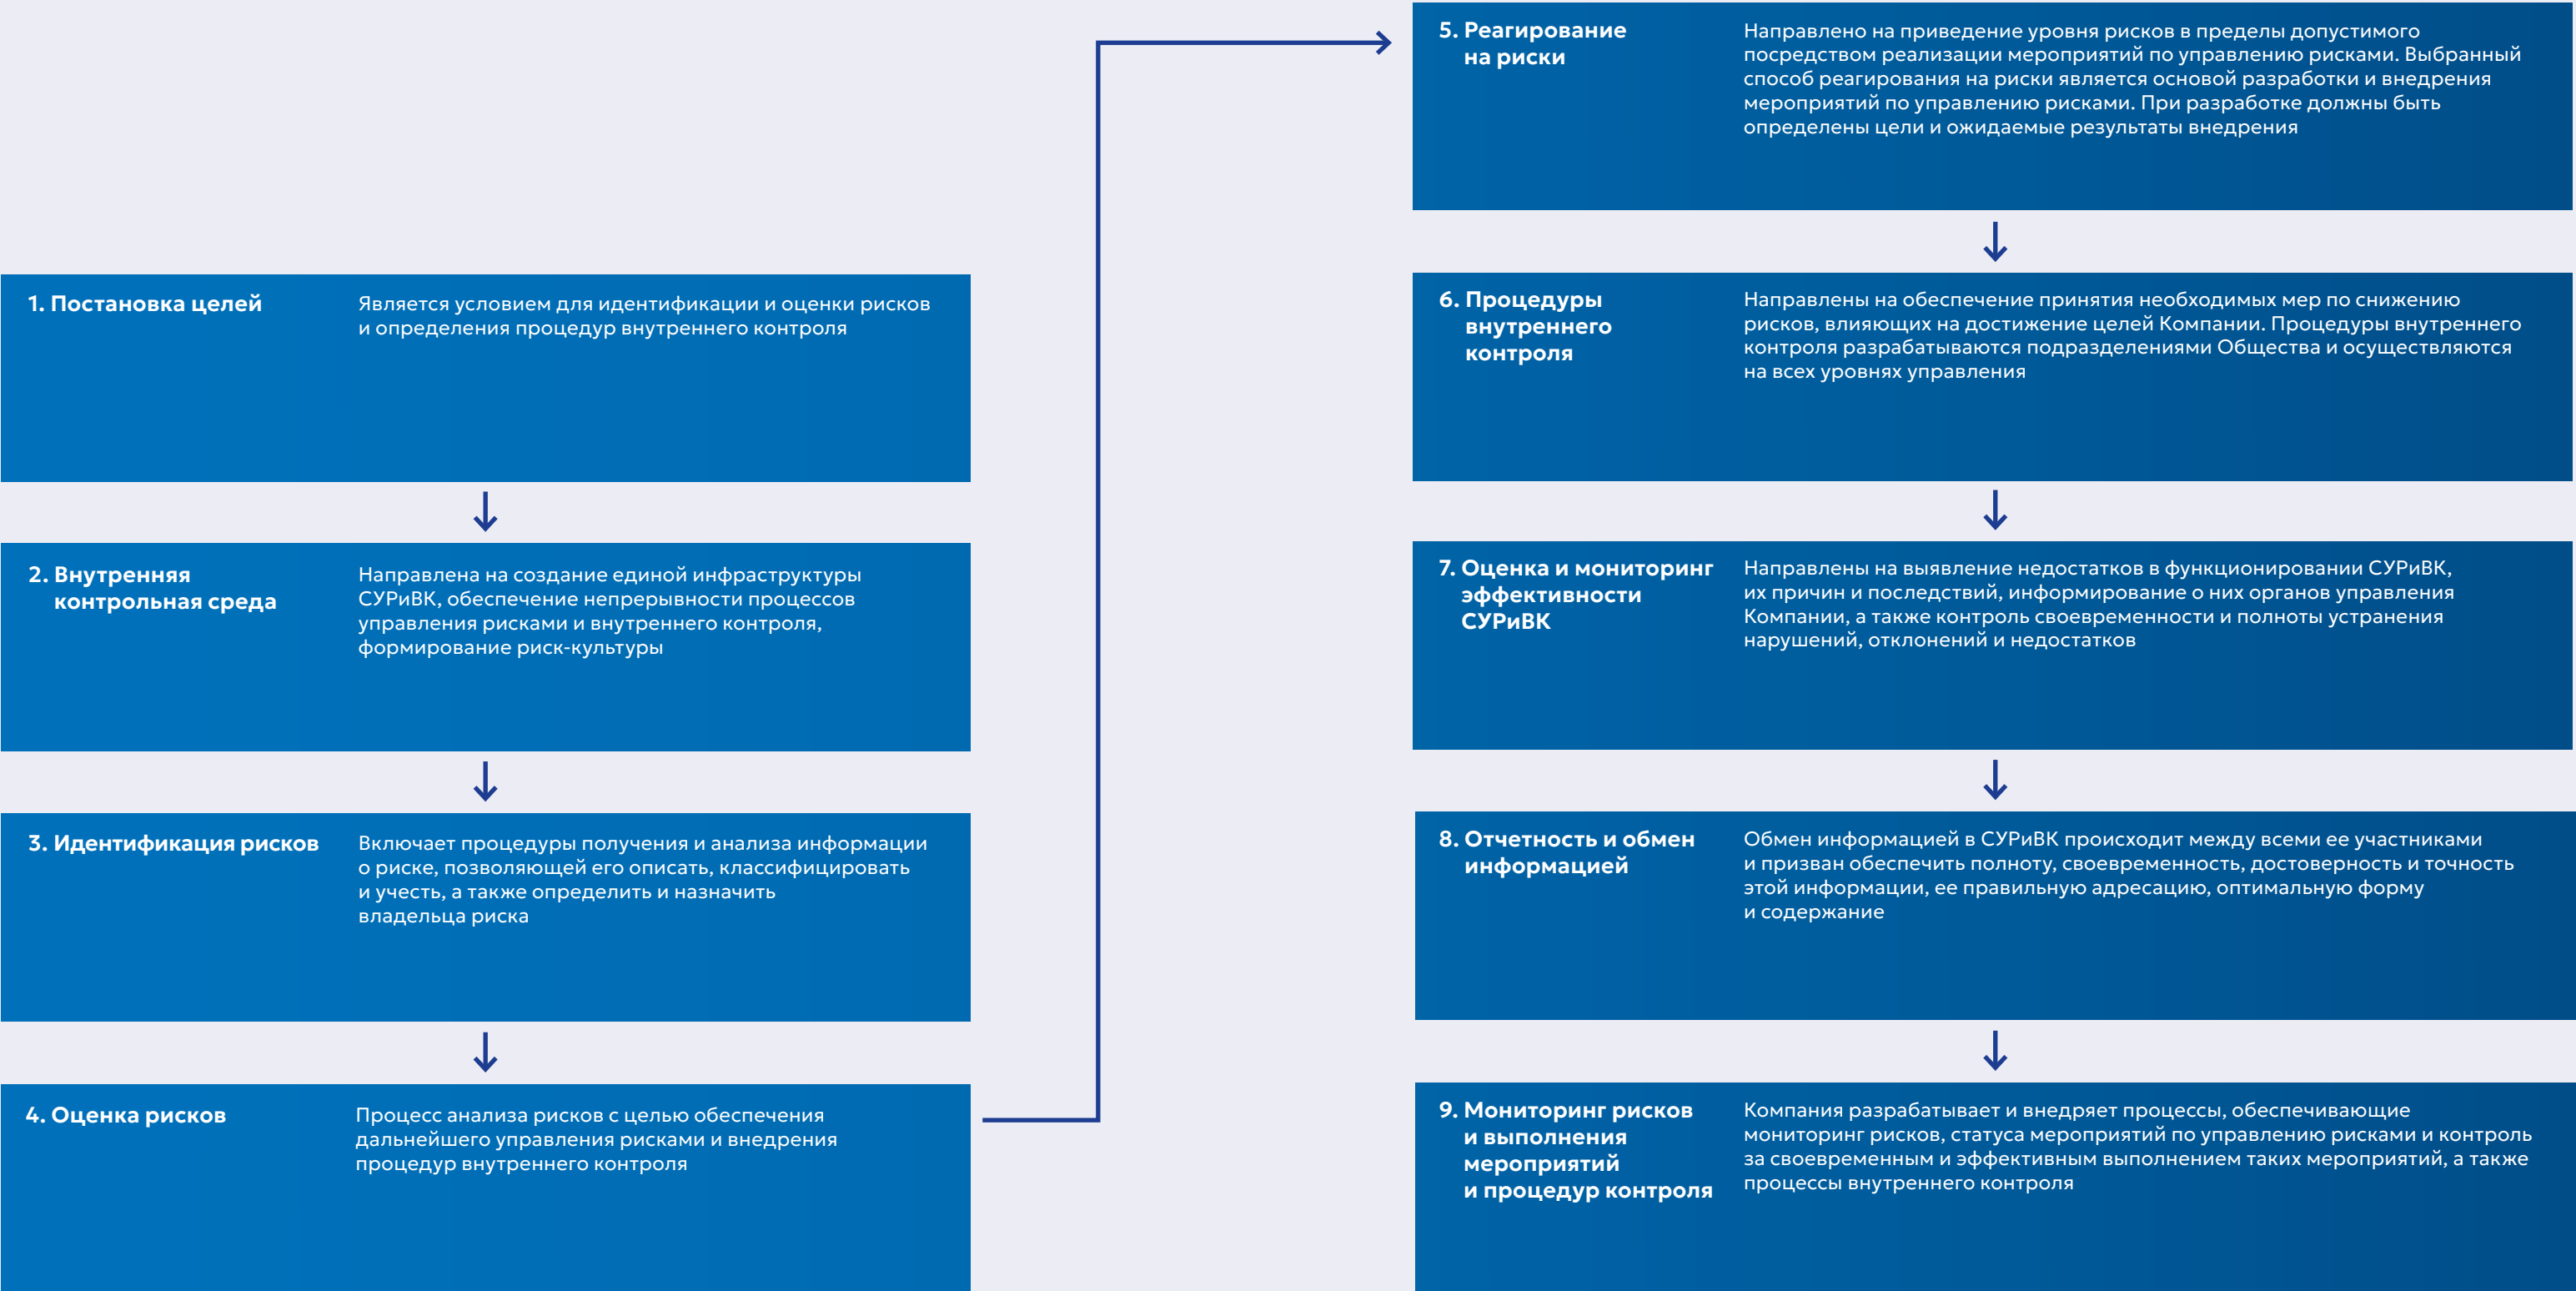 1. Постановка целей
Является условием для идентификации и оценки рисков
и определения процедур внутреннего контроля
2. Внутренняя
контрольная среда
Направлена на создание единой инфраструктуры
СУРиВК, обеспечение непрерывности процессов
управления рисками и внутреннего контроля,
формирование риск-культуры
3. Идентификация рисков
Включает процедуры получения и анализа информации
о риске, позволяющей его описать, классифицировать
и учесть, а также определить и назначить
владельца риска
4. Оценка рисков
Процесс анализа рисков с целью обеспечения
дальнейшего управления рисками и внедрения
процедур внутреннего контроля
5. Реагирование
на риски
Направлено на приведение уровня рисков в пределы допустимого
посредством реализации мероприятий по управлению рисками. Выбранный
способ реагирования на риски является основой разработки и внедрения
мероприятий по управлению рисками. При разработке должны быть
определены цели и ожидаемые результаты внедрения
6. Процедуры
внутреннего
контроля
Направлены на обеспечение принятия необходимых мер по снижению
рисков, влияющих на достижение целей Компании. Процедуры внутреннего
контроля разрабатываются подразделениями Общества и осуществляются
на всех уровнях управления
7. Оценка и мониторинг
эффективности
СУРиВК
Направлены на выявление недостатков в функционировании СУРиВК,
их причин и последствий, информирование о них органов управления
Компании, а также контроль своевременности и полноты устранения
нарушений, отклонений и недостатков
8. Отчетность и обмен
информацией
Обмен информацией в СУРиВК происходит между всеми ее участниками
и призван обеспечить полноту, своевременность, достоверность и точность
этой информации, ее правильную адресацию, оптимальную форму
и содержание
9. Мониторинг рисков
и выполнения
мероприятий
и процедур контроля
Компания разрабатывает и внедряет процессы, обеспечивающие
мониторинг рисков, статуса мероприятий по управлению рисками и контроль
за своевременным и эффективным выполнением таких мероприятий, а также
процессы внутреннего контроля